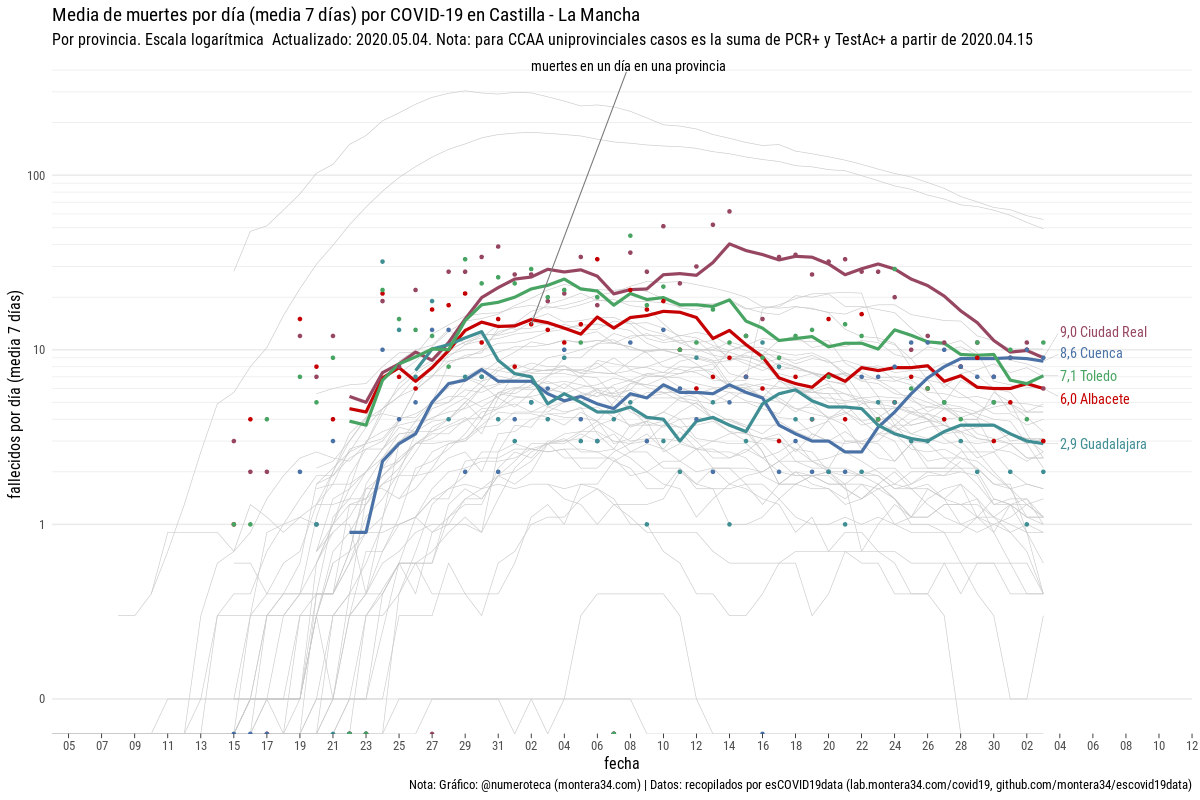 Media de muertes por día (media 7 días) por COVID-19 en Castilla - La Mancha
Por provincia. Escala logarítmica  Actualizado: 2020.05.04. Nota: para CCAA uniprovinciales casos es la suma de PCR+ y TestAc+ a partir de 2020.04.15
muertes en un día en una provincia
fallecidos por día (media  7 días)
100
10
1
0
9,0 Ciudad Real
8,6 Cuenca
7,1 Toledo
6,0 Albacete
2,9 Guadalajara
05 07 09 11 13 15 17 19 21 23 25 27 29 31 02 04 06 08 10 12 14 16 18 20 22 24 26 28 30 02 04 06 08 10 12
fecha
Nota: Gráfico: @numeroteca (montera34.com) | Datos: recopilados por esCOVID19data (lab.montera34.com/covid19, github.com/montera34/escovid19data)